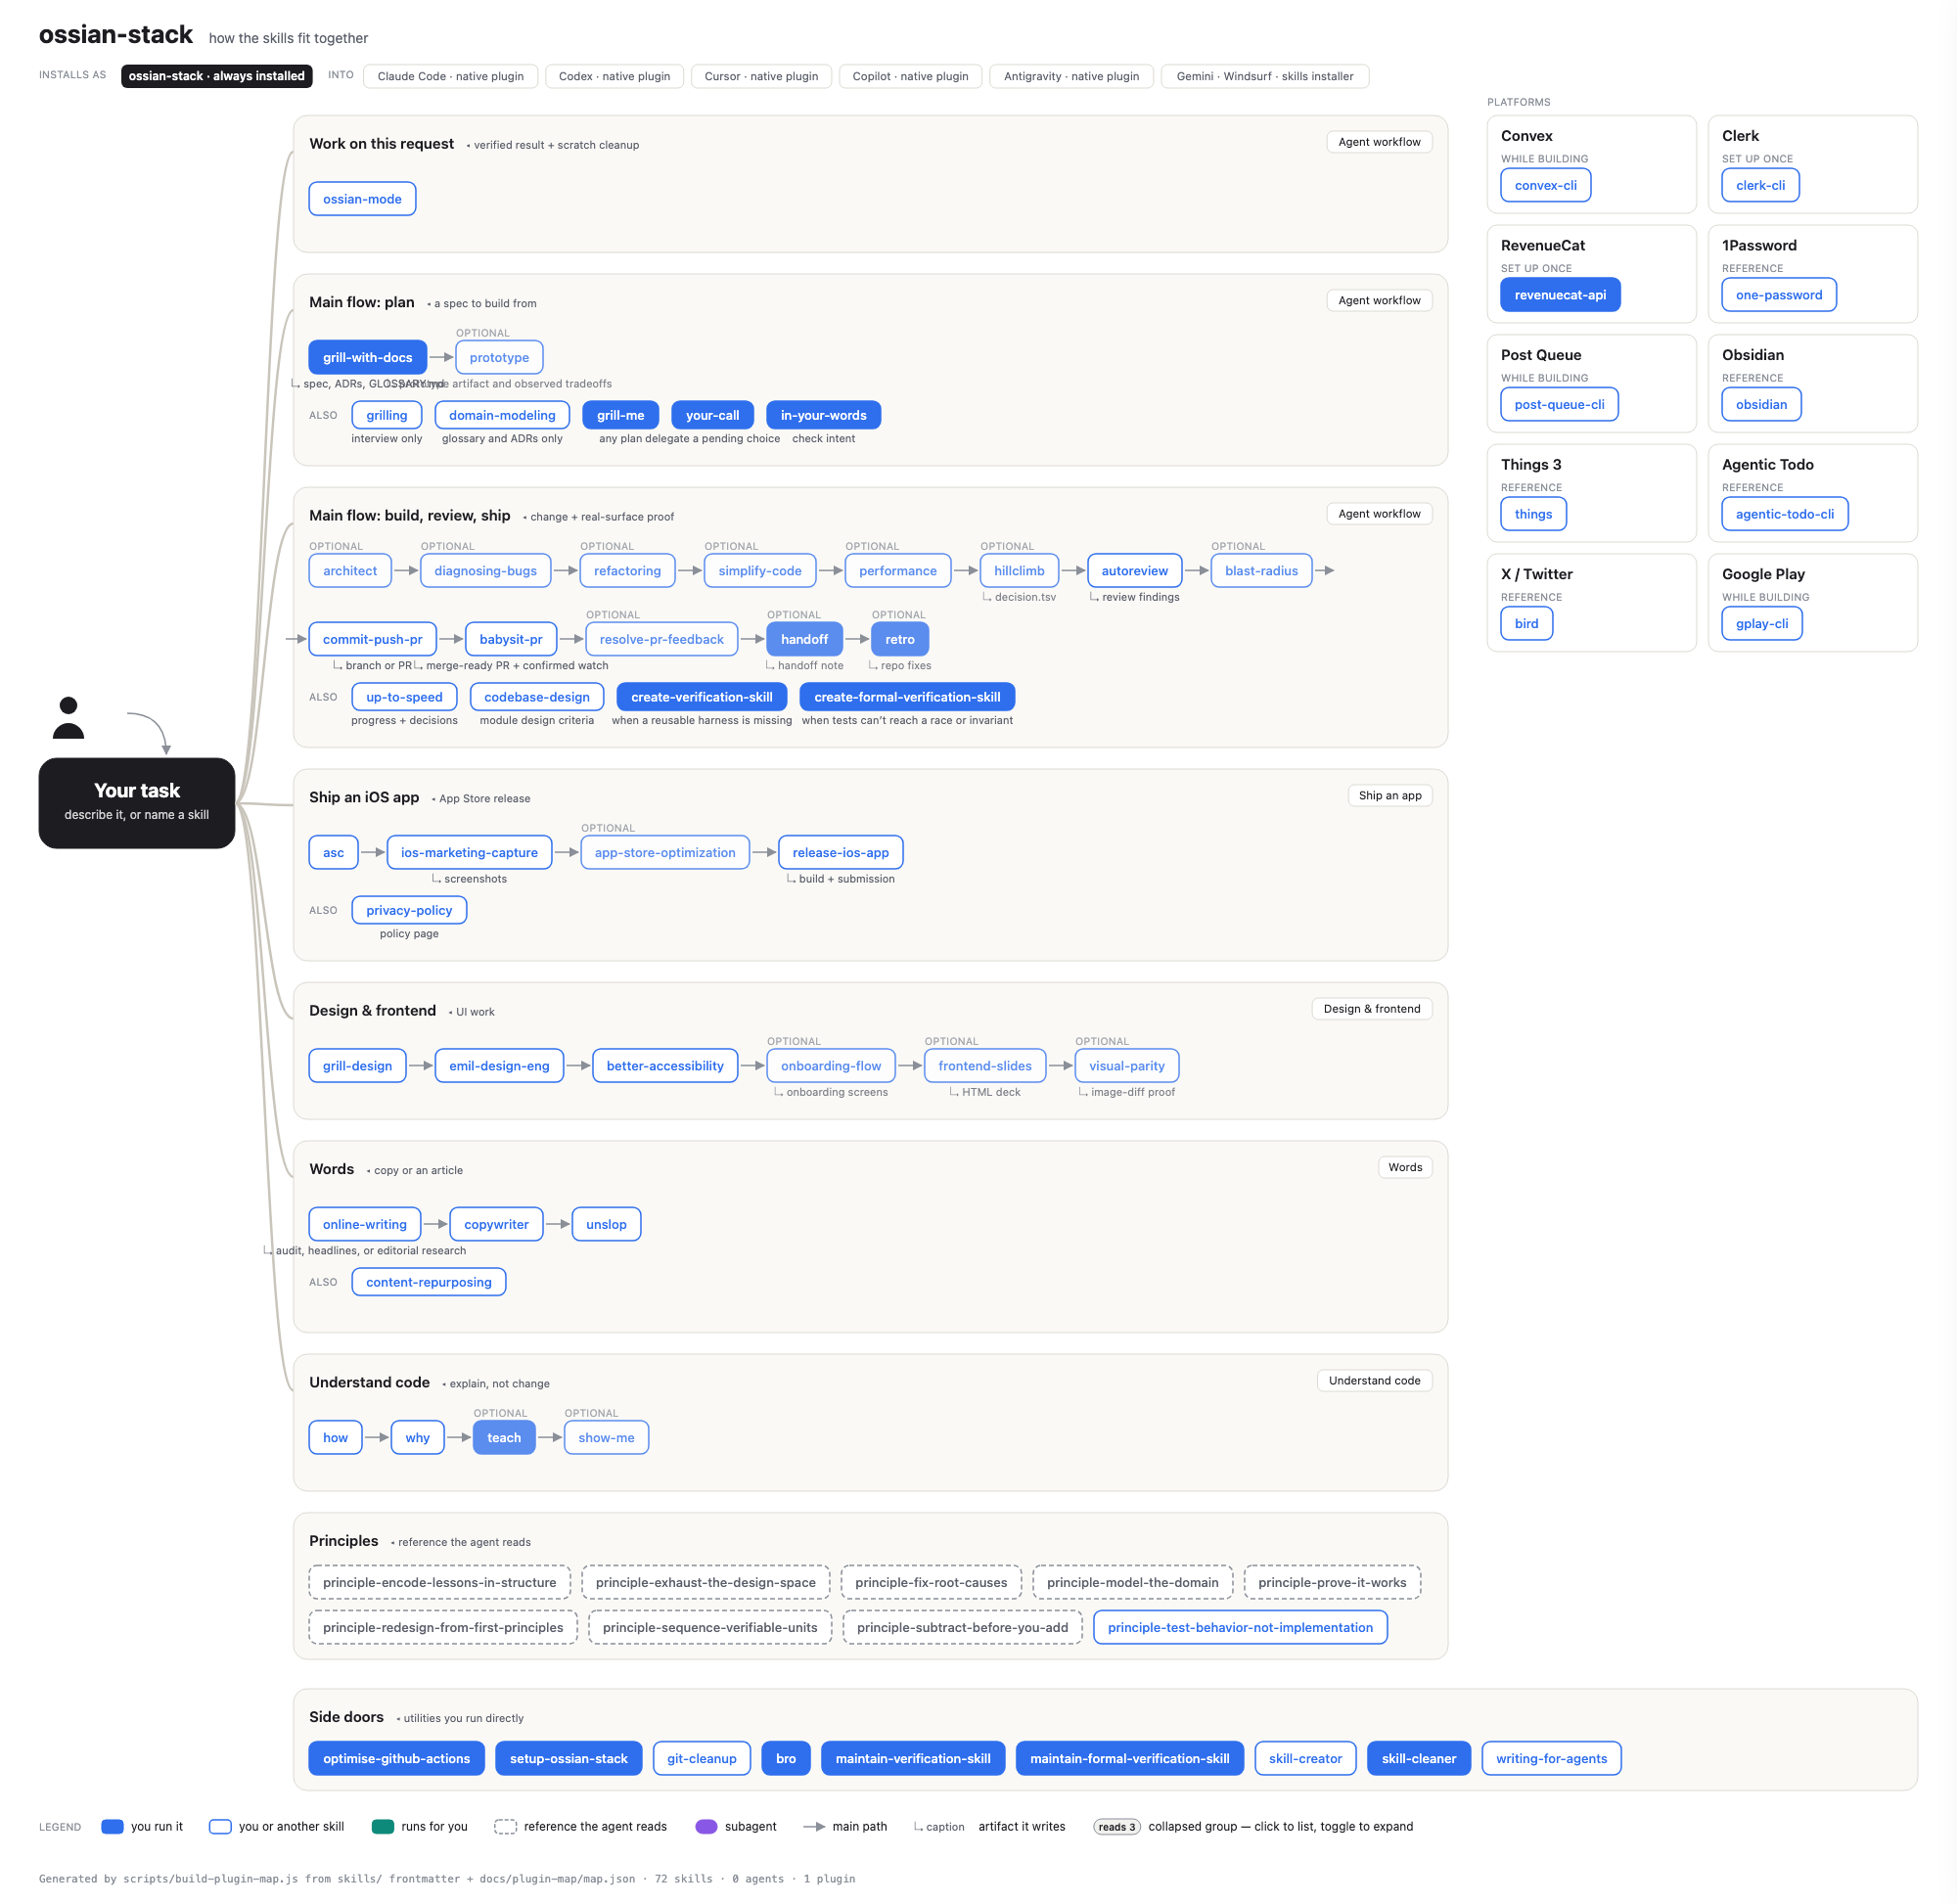 ossian-stack how the skills fit together
INSTALLS AS ossian-stack · always installed INTO Claude Code · native plugin Codex · native plugin Cursor · native plugin Copilot · native plugin Antigravity · native plugin Gemini · Windsurf · skills installer
Work on this request • verified result + scratch cleanup Agent workflow
ossian-mode
Main flow: plan • a spec to build from Agent workflow
OPTIONAL
grill-with-docs prototype
spec, ADRs, GLOSSARY.md prototype artifact and observed tradeoffs
ALSO grilling domain-modeling grill-me your-call in-your-words
interview only glossary and ADRs only any plan delegate a pending choice check intent
Main flow: build, review, ship • change + real-surface proof Agent workflow
OPTIONAL OPTIONAL OPTIONAL OPTIONAL OPTIONAL OPTIONAL OPTIONAL
architect diagnosing-bugs refactoring simplify-code performance hillclimb autoreview blast-radius
decision.tsv review findings
OPTIONAL OPTIONAL OPTIONAL
commit-push-pr babysit-pr resolve-pr-feedback handoff retro
branch or PR merge-ready PR + confirmed watch handoff note repo fixes
ALSO up-to-speed codebase-design create-verification-skill create-formal-verification-skill
progress + decisions module design criteria when a reusable harness is missing when tests can't reach a race or invariant
Your task
describe it, or name a skill
Ship an iOS app • App Store release Ship an app
OPTIONAL
asc ios-marketing-capture app-store-optimization release-ios-app
screenshots build + submission
ALSO privacy-policy
policy page
Design & frontend • UI work Design & frontend
OPTIONAL OPTIONAL OPTIONAL
grill-design emil-design-eng better-accessibility onboarding-flow frontend-slides visual-parity
onboarding screens HTML deck image-diff proof
Words • copy or an article Words
online-writing copywriter unslop
audit, headlines, or editorial research
ALSO content-repurposing
Understand code • explain, not change Understand code
OPTIONAL OPTIONAL
how why teach show-me
Principles • reference the agent reads
principle-encode-lessons-in-structure principle-exhaust-the-design-space principle-fix-root-causes principle-model-the-domain principle-prove-it-works
principle-redesign-from-first-principles principle-sequence-verifiable-units principle-subtract-before-you-add principle-test-behavior-not-implementation
PLATFORMS
Convex Clerk
WHILE BUILDING SET UP ONCE
convex-cli clerk-cli
RevenueCat 1Password
SET UP ONCE REFERENCE
revenuecat-api one-password
Post Queue Obsidian
WHILE BUILDING REFERENCE
post-queue-cli obsidian
Things 3 Agentic Todo
REFERENCE REFERENCE
things agentic-todo-cli
X / Twitter Google Play
REFERENCE WHILE BUILDING
bird gplay-cli
Side doors • utilities you run directly
optimise-github-actions setup-ossian-stack git-cleanup bro maintain-verification-skill maintain-formal-verification-skill skill-creator skill-cleaner writing-for-agents
LEGEND you run it you or another skill runs for you reference the agent reads subagent main path caption artifact it writes reads 3 collapsed group — click to list, toggle to expand
Generated by scripts/build-plugin-map.js from skills/ frontmatter + docs/plugin-map/map.json · 72 skills · 0 agents · 1 plugin